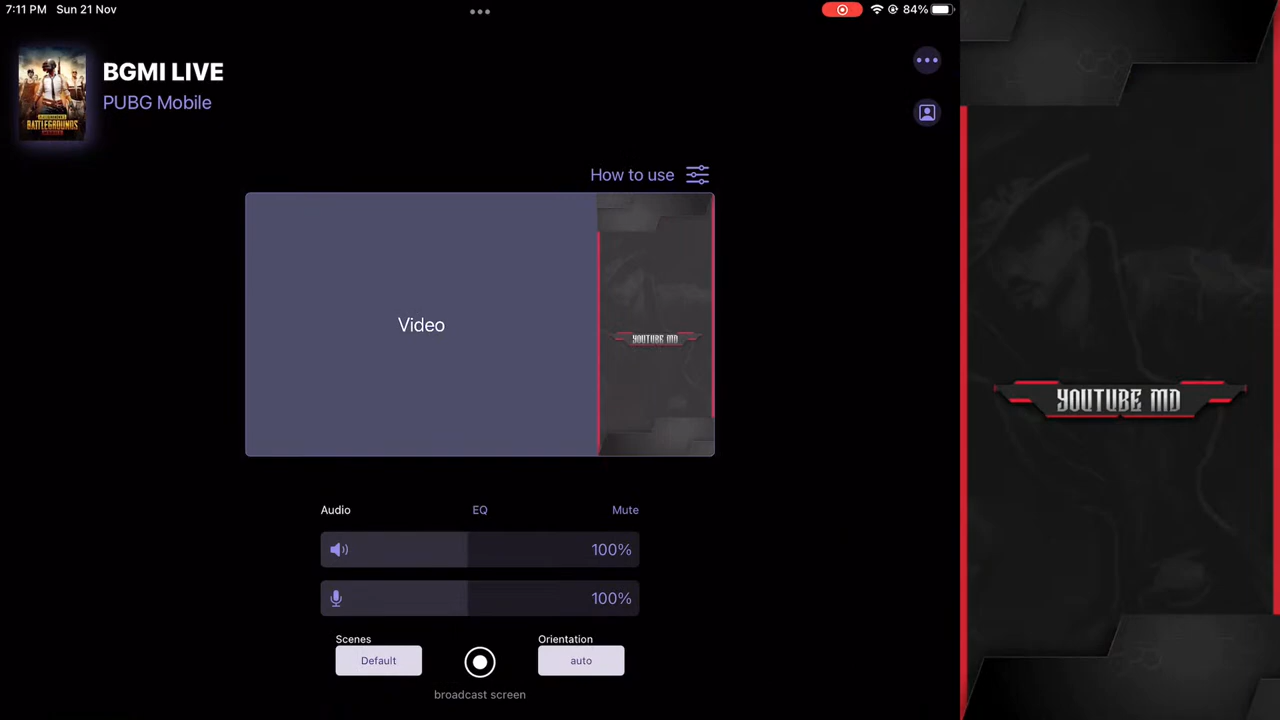 7:11 PM Sun 21 Nov
84%
BGMI LIVE
PUBG Mobile
BATTLEGROUNDS
How to use
Video
YOUTUBE MD
YOUTUBE MD
Audio EQ Mute
100%
100%
Scenes Orientation
Default auto
broadcast screen